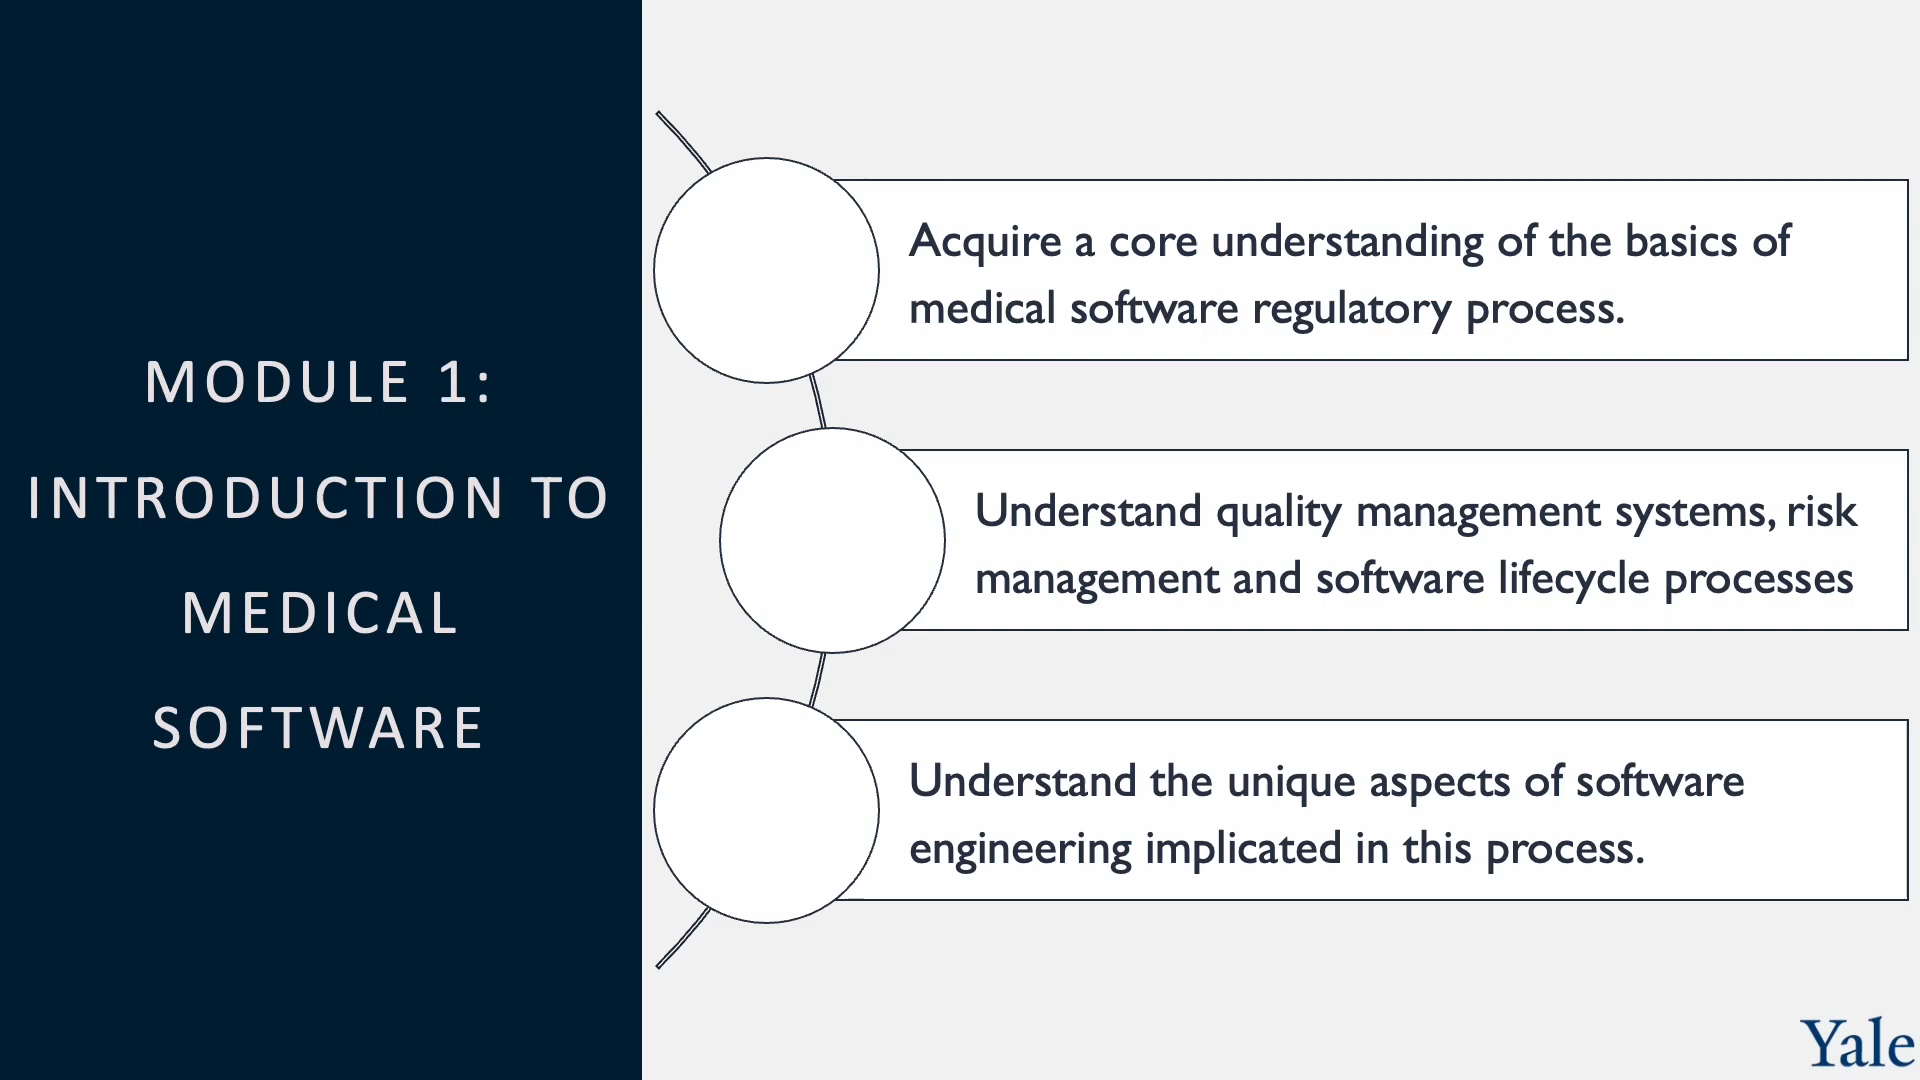 MODULE 1:
INTRODUCTION TO
MEDICAL
SOFTWARE
Acquire a core understanding of the basics of
medical software regulatory process.
Understand quality management systems, risk
management and software lifecycle processes
Understand the unique aspects of software
engineering implicated in this process.
Yale